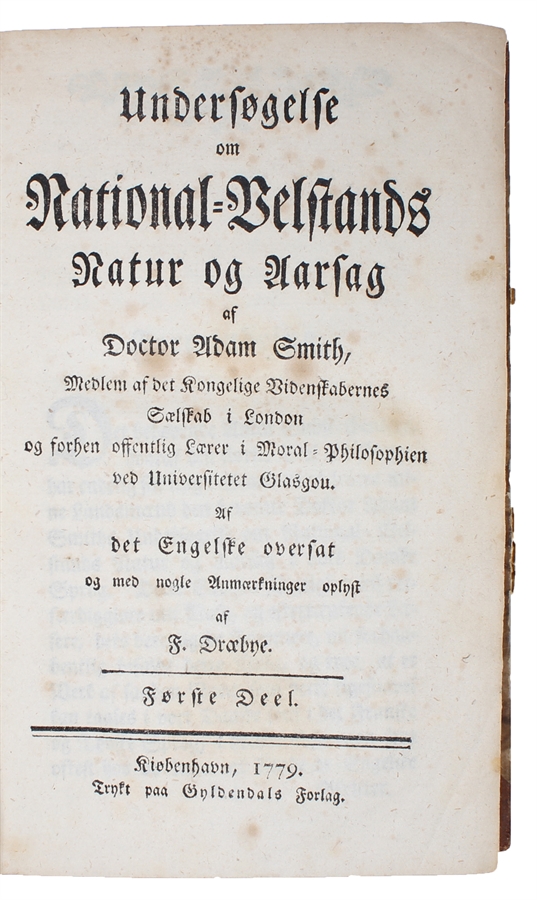 Undersøgelse
om
National-Velstands
Natur og Aarsag
af
Doctor Adam Smith,
Medlem af det Kongelige Videnskabernes
Sælskab i London
og forhen offentlig Lærer i Moral-Philosophien
ved Universitetet Glasgou.
Af
det Engelske oversat
og med nogle Anmærkninger oplyst
af
F. Dræbye.
Første Deel.
Kiøbenhavn, 1779.
Trykt paa Gyldendals Forlag.